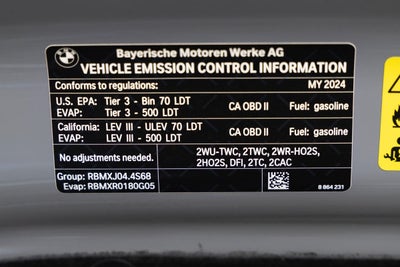 BMW
Bayerische Motoren Werke AG
VEHICLE EMISSION CONTROL INFORMATION
Conforms to regulations: MY 2024
U.S. EPA: Tier 3 - Bin 70 LDT CA OBD II Fuel: gasoline
EVAP: Tier 3 - 500 LDT
California: LEV III - ULEV 70 LDT CA OBD II Fuel: gasoline
EVAP: LEV III - 500 LDT
2WU-TWC, 2TWC, 2WR-HO2S,
2HO2S, DFI, 2TC, 2CAC
Group: RBMXJ04.4S68
Evap: RBMXR0180G05
8 864 231